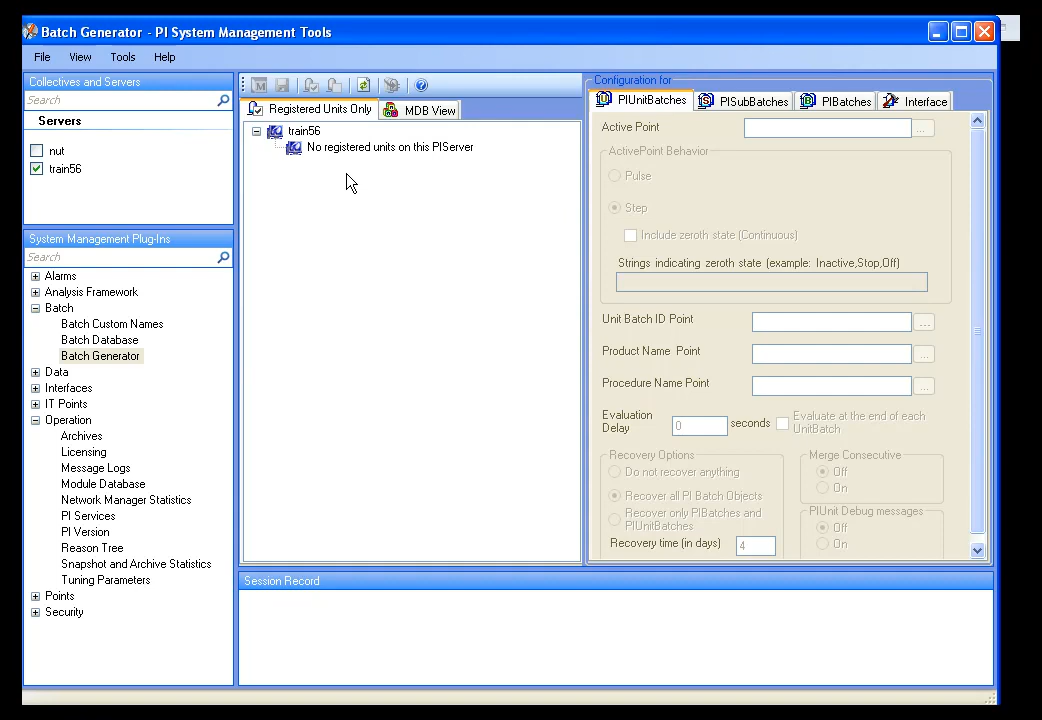 Batch Generator - PI System Management Tools
File View Tools Help
Collectives and Servers
Search
Servers
nut
train56
System Management Plug-Ins
Search
Alarms
Analysis Framework
Batch
Batch Custom Names
Batch Database
Batch Generator
Data
Interfaces
IT Points
Operation
Archives
Licensing
Message Logs
Module Database
Network Manager Statistics
PI Services
PI Version
Reason Tree
Snapshot and Archive Statistics
Tuning Parameters
Points
Security
Registered Units Only MDB View
train56
No registered units on this PIServer
Configuration for
PIUnitBatches PISubBatches PIBatches Interface
Active Point ...
ActivePoint Behavior
Pulse
Step
Include zeroth state (Continuous)
Strings indicating zeroth state (example: Inactive,Stop,Off)
Unit Batch ID Point ...
Product Name Point ...
Procedure Name Point ...
Evaluation
Delay 0 seconds Evaluate at the end of each
UnitBatch
Recovery Options
Do not recover anything
Recover all PI Batch Objects
Recover only PIBatches and
PIUnitBatches
Recovery time (in days) 4
Merge Consecutive
Off
On
PIUnit Debug messages
Off
On
Session Record